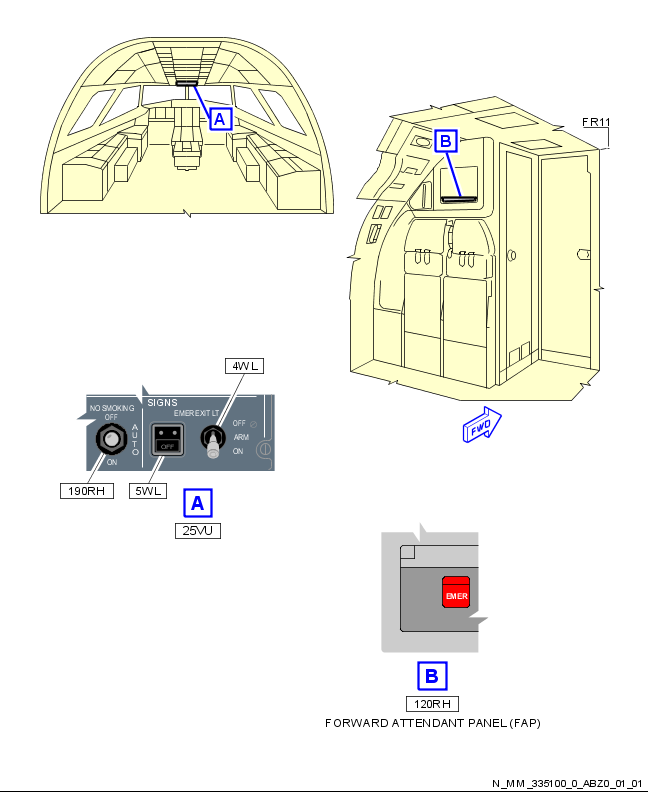 A
B
FR11
4WL
NO SMOKING
OFF
AUTO
ON
SIGNS
EMER EXIT LT
OFF
OFF
ARM
ON
190RH
5WL
A
25VU
FWD
EMER
B
120RH
FORWARD ATTENDANT PANEL (FAP)
N_MM_335100_0_ABZ0_01_01